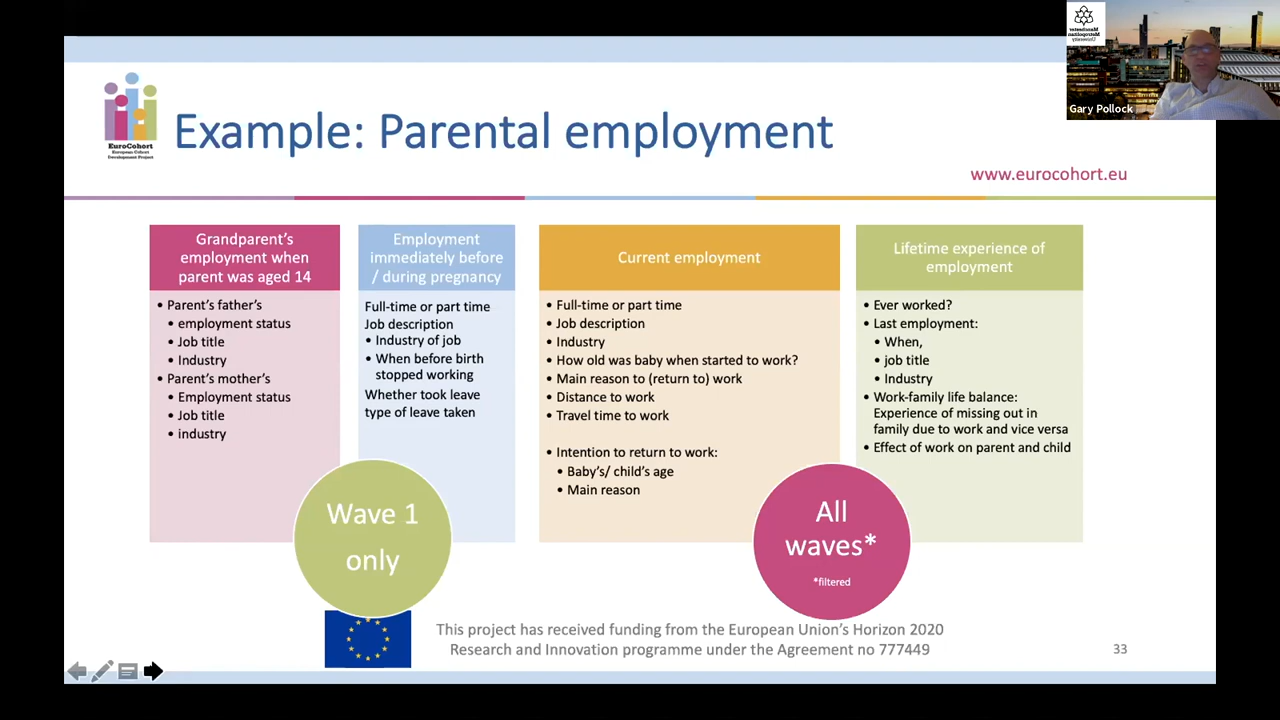 Manchester
Metropolitan
University
Gary Pollock
EuroCohort
European Cohort
Development Project
Example: Parental employment
www.eurocohort.eu
Grandparent's
employment when
parent was aged 14
• Parent's father's
• employment status
• Job title
• Industry
• Parent's mother's
• Employment status
• Job title
• industry
Employment
immediately before
/ during pregnancy
Full-time or part time
Job description
• Industry of job
• When before birth
stopped working
Whether took leave
type of leave taken
Wave 1
only
Current employment
• Full-time or part time
• Job description
• Industry
• How old was baby when started to work?
• Main reason to (return to) work
• Distance to work
• Travel time to work
• Intention to return to work:
• Baby's/ child's age
• Main reason
Lifetime experience of
employment
• Ever worked?
• Last employment:
• When,
• job title
• Industry
• Work-family life balance:
Experience of missing out in
family due to work and vice versa
• Effect of work on parent and child
All
waves*
*filtered
This project has received funding from the European Union's Horizon 2020
Research and Innovation programme under the Agreement no 777449
33